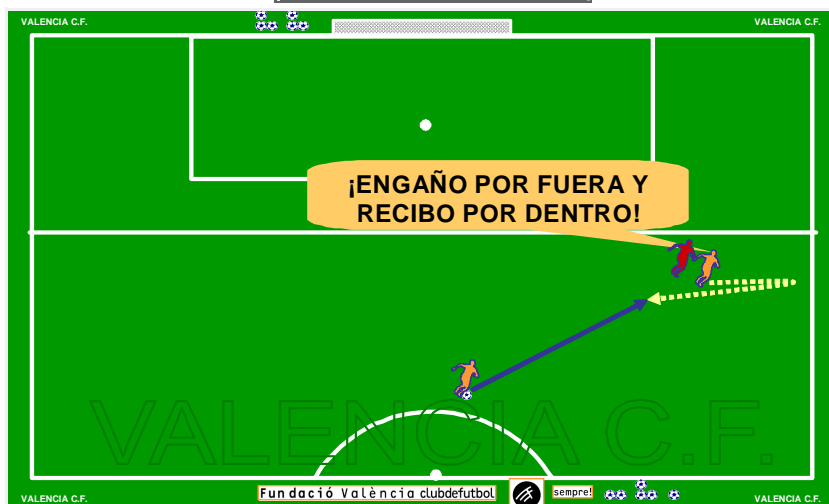 VALENCIA C.F.
VALENCIA C.F.
¡ENGAÑO POR FUERA Y
RECIBO POR DENTRO!
VALENCIA C.F.
VALENCIA C.F.
Fundació València clubdefutbol
sempre!
VALENCIA C.F.